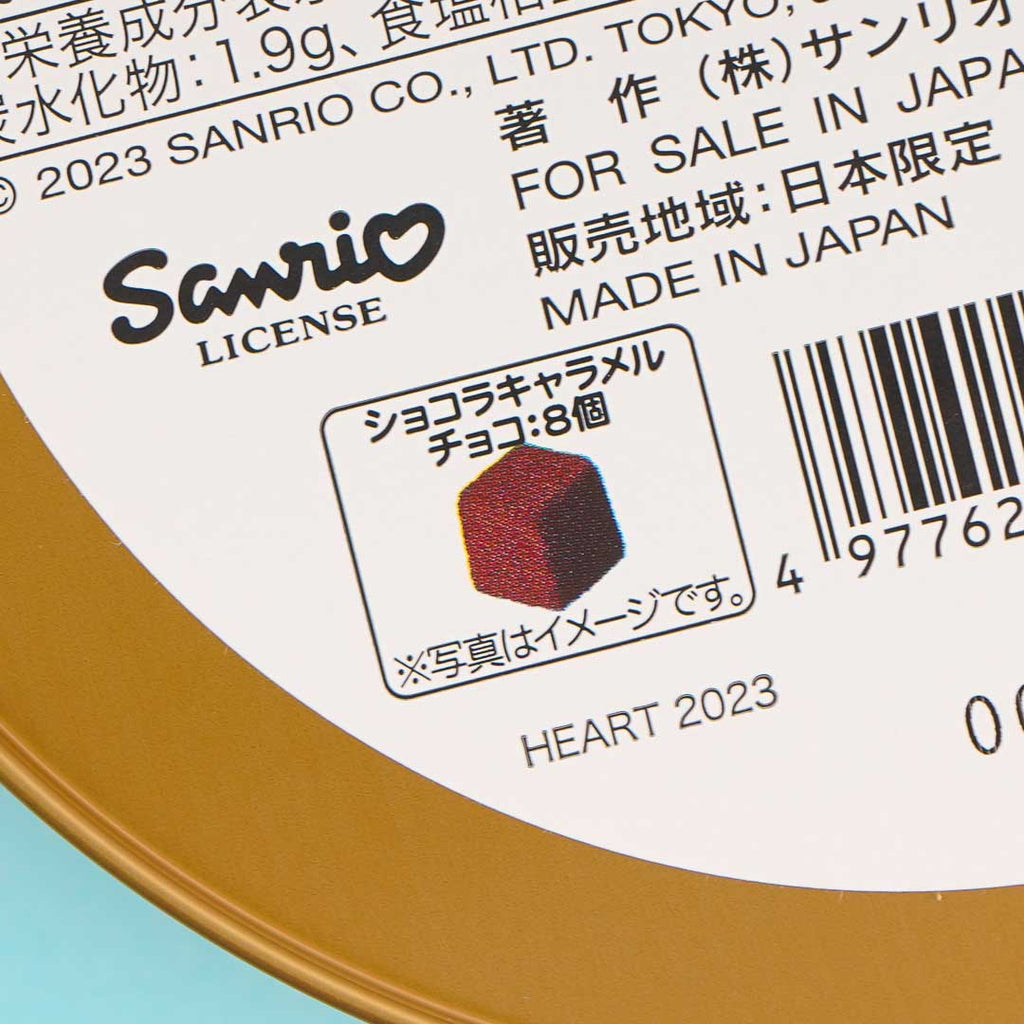 栄養成分表示
炭水化物：1.9g、食塩相
© 2023 SANRIO CO., LTD. TOKYO,
著　作（株）サンリオ
FOR SALE IN JAPA
販売地域：日本限定
MADE IN JAPAN
Sanrio
LICENSE
ショコラキャラメル
チョコ：8個
※写真はイメージです。
4 97762
HEART 2023